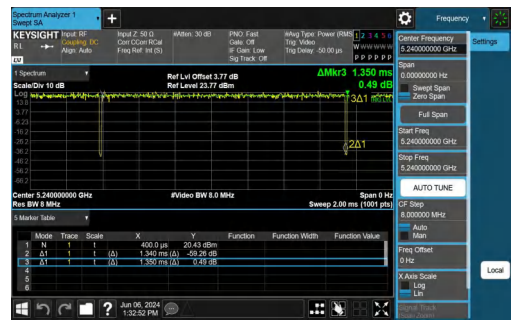 Spectrum Analyzer 1
Swept SA
+
Frequency
KEYSIGHT
RL
Input: RF
Coupling: DC
Align: Auto
Input Z: 50 Ω
Corr CCorr RCal
Freq Ref: Int (S)
#Atten: 30 dB
PNO: Fast
Gate: Off
IF Gain: Low
Sig Track: Off
#Avg Type: Power (RMS)
Trig: Video
Trig Delay: -50.00 µs
1 2 3 4 5 6
W W W W W W
P P P P P P
LXI
1 Spectrum
Scale/Div 10 dB
Ref Lvl Offset 3.77 dB
Ref Level 23.77 dBm
ΔMkr3 1.350 ms
0.49 dB
Log
13.8
3.77
-6.23
-16.2
-26.2
-36.2
-46.2
-56.2
-66.2
3Δ1
2Δ1
Center 5.240000000 GHz
Res BW 8 MHz
#Video BW 8.0 MHz
Span 0 Hz
Sweep 2.00 ms (1001 pts)
5 Marker Table
Mode Trace Scale X Y Function Function Width Function Value
1 N 1 t 400.0 µs 20.43 dBm
2 Δ1 1 t (Δ) 1.340 ms (Δ) -59.26 dB
3 Δ1 1 t (Δ) 1.350 ms (Δ) 0.49 dB
4
5
6
Center Frequency
5.240000000 GHz
Settings
Span
0.00000000 Hz
Swept Span
Zero Span
Full Span
Start Freq
5.240000000 GHz
Stop Freq
5.240000000 GHz
AUTO TUNE
CF Step
8.000000 MHz
Auto
Man
Freq Offset
0 Hz
X Axis Scale
Log
Lin
Signal Track
(Span Zoom)
Local
?
Jun 06, 2024
1:32:52 PM